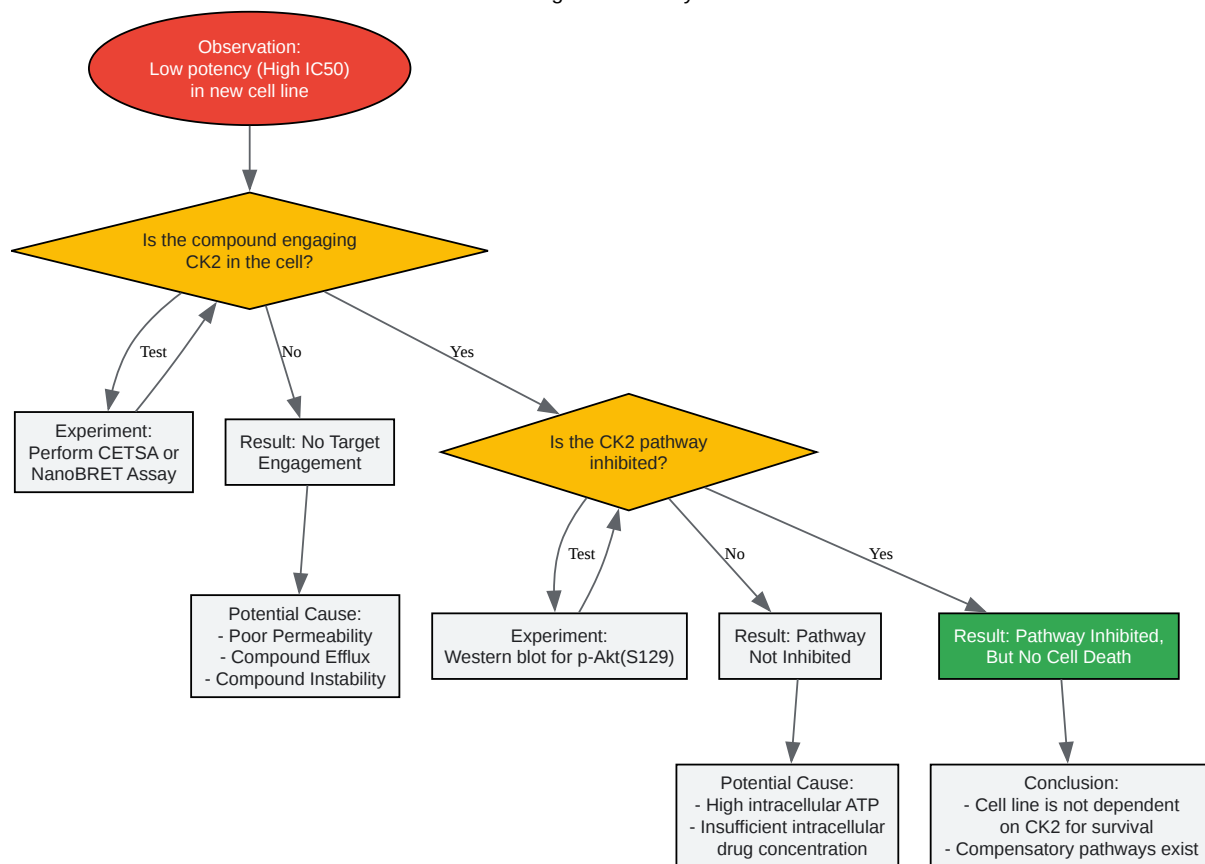 Observation:
Low potency (High IC50)
in new cell line
Is the compound engaging
CK2 in the cell?
Test
No
Yes
Experiment:
Perform CETSA or
NanoBRET Assay
Result: No Target
Engagement
Is the CK2 pathway
inhibited?
Test
No
Yes
Potential Cause:
- Poor Permeability
- Compound Efflux
- Compound Instability
Experiment:
Western blot for p-Akt(S129)
Result: Pathway
Not Inhibited
Result: Pathway Inhibited,
But No Cell Death
Potential Cause:
- High intracellular ATP
- Insufficient intracellular
drug concentration
Conclusion:
- Cell line is not dependent
on CK2 for survival
- Compensatory pathways exist